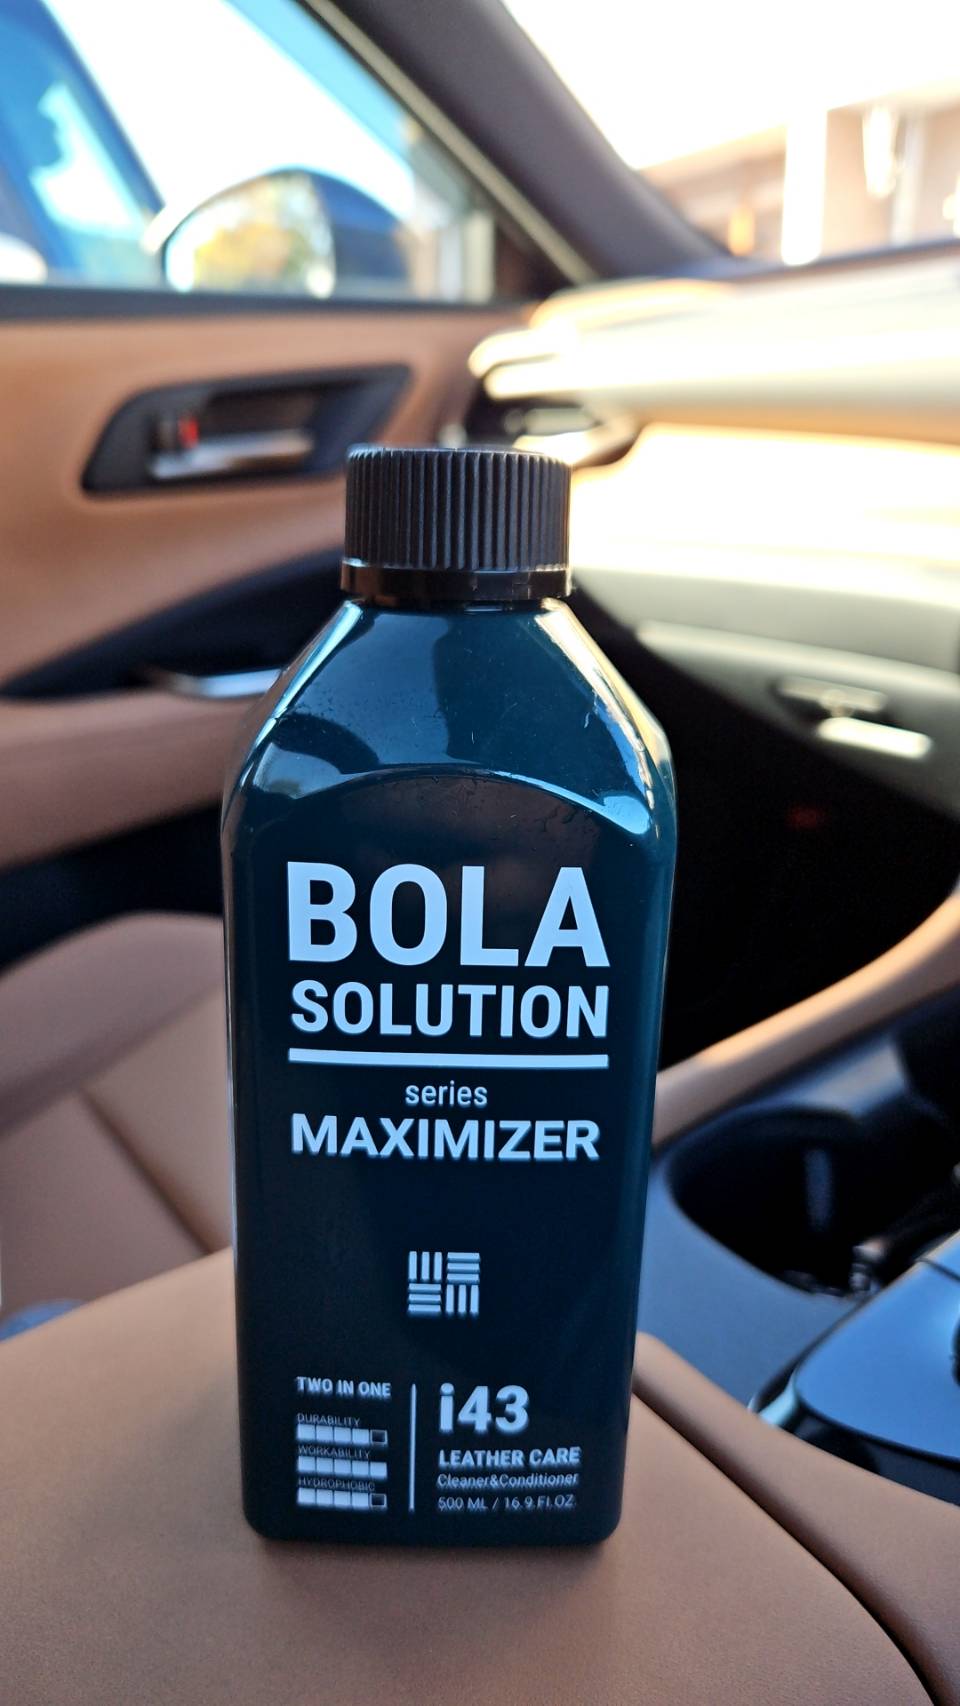 BOLA
SOLUTION
series
MAXIMIZER
TWO IN ONE
DURABILITY
WORKABILITY
HYDROPHOBIC
i43
LEATHER CARE
Cleaner&Conditioner
500 ML / 16.9.Fl.OZ.